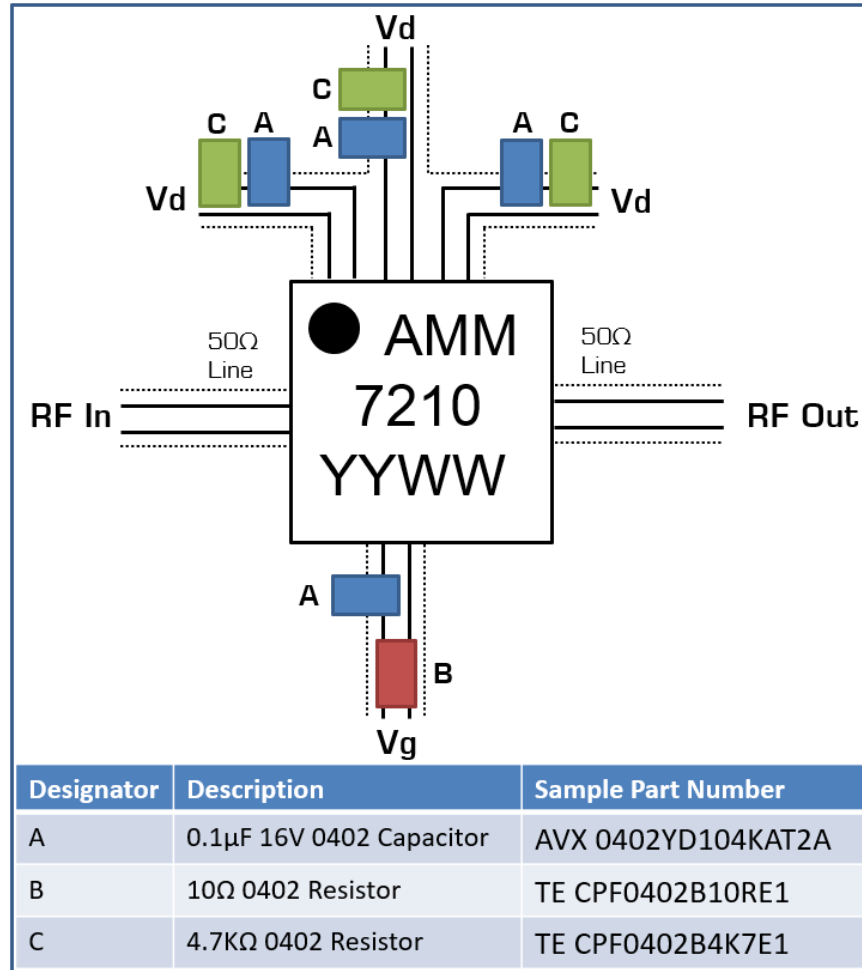 Vd
C
A
C A
A C
Vd
Vd
AMM
7210
YYWW
50Ω
Line
50Ω
Line
RF In
RF Out
A
B
Vg
Designator Description Sample Part Number
A 0.1µF 16V 0402 Capacitor AVX 0402YD104KAT2A
B 10Ω 0402 Resistor TE CPF0402B10RE1
C 4.7KΩ 0402 Resistor TE CPF0402B4K7E1